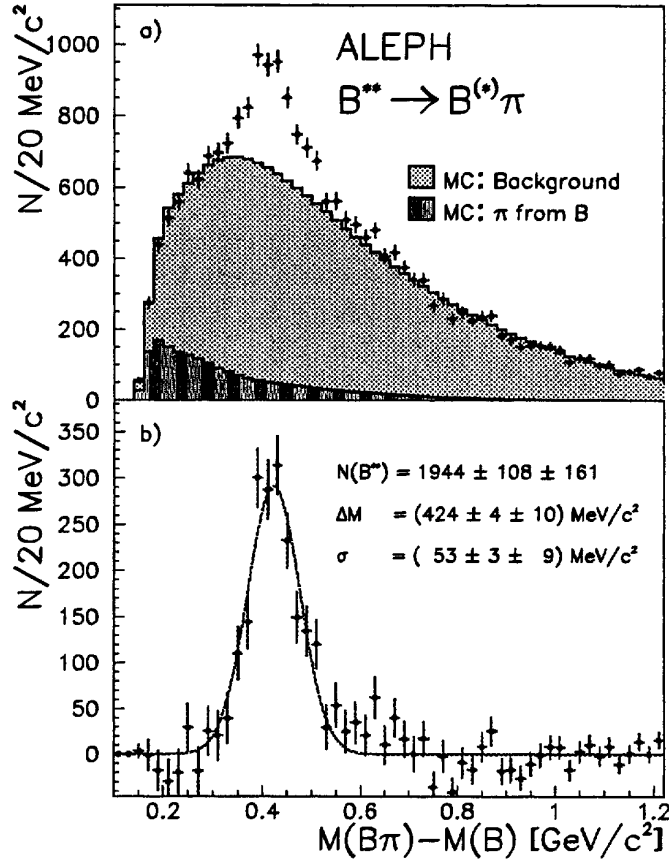 a)
ALEPH
B** → B(*)π
MC: Background
MC: π from B
N/20 MeV/c²
1000
800
600
400
200
0
b)
N(B**) = 1944 ± 108 ± 161
ΔM = (424 ± 4 ± 10) MeV/c²
σ = ( 53 ± 3 ± 9) MeV/c²
N/20 MeV/c²
350
300
250
200
150
100
50
0
0.2 0.4 0.6 0.8 1 1.2
M(Bπ)−M(B) [GeV/c²]